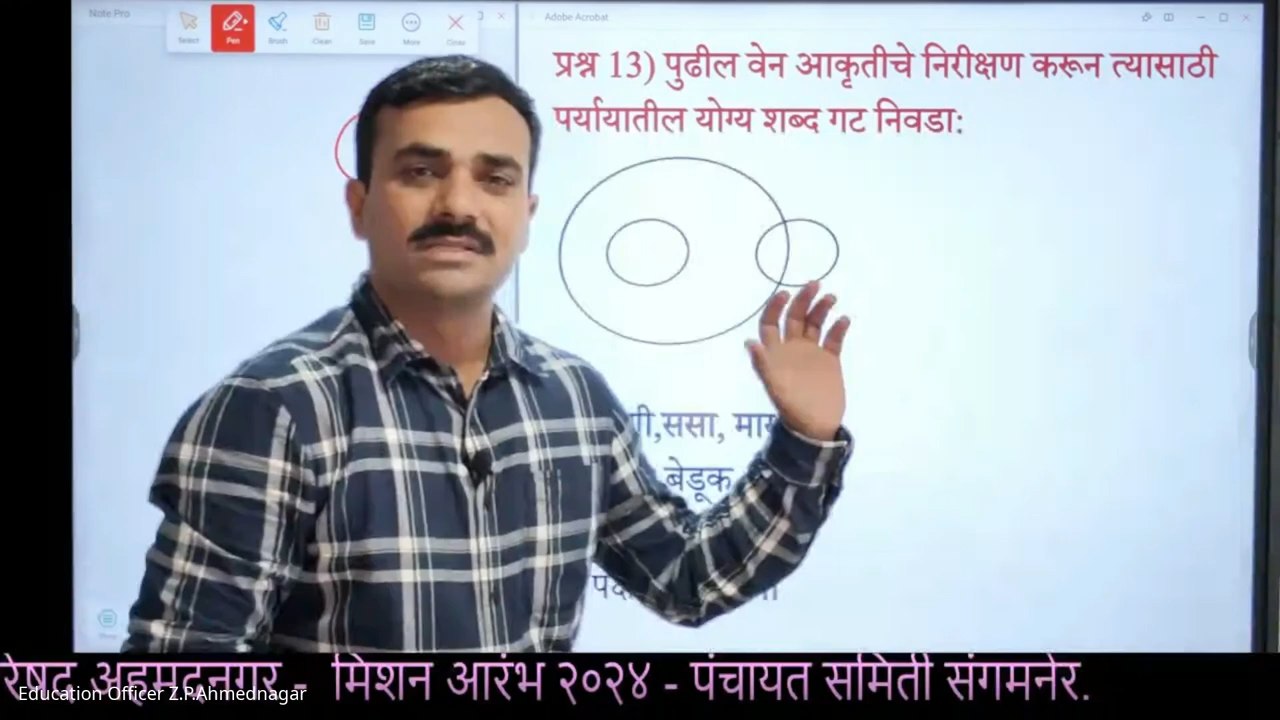 Note Pro
Select Pen Brush Clean Save More Close
Adobe Acrobat
प्रश्न 13) पुढील वेन आकृतीचे निरीक्षण करून त्यासाठी
पर्यायातील योग्य शब्द गट निवडा:
ससा,
बेडूक
रेषद अहमदनगर - मिशन आरंभ २०२४ - पंचायत समिती संगमनेर.
Education Officer Z.P.Ahmednagar